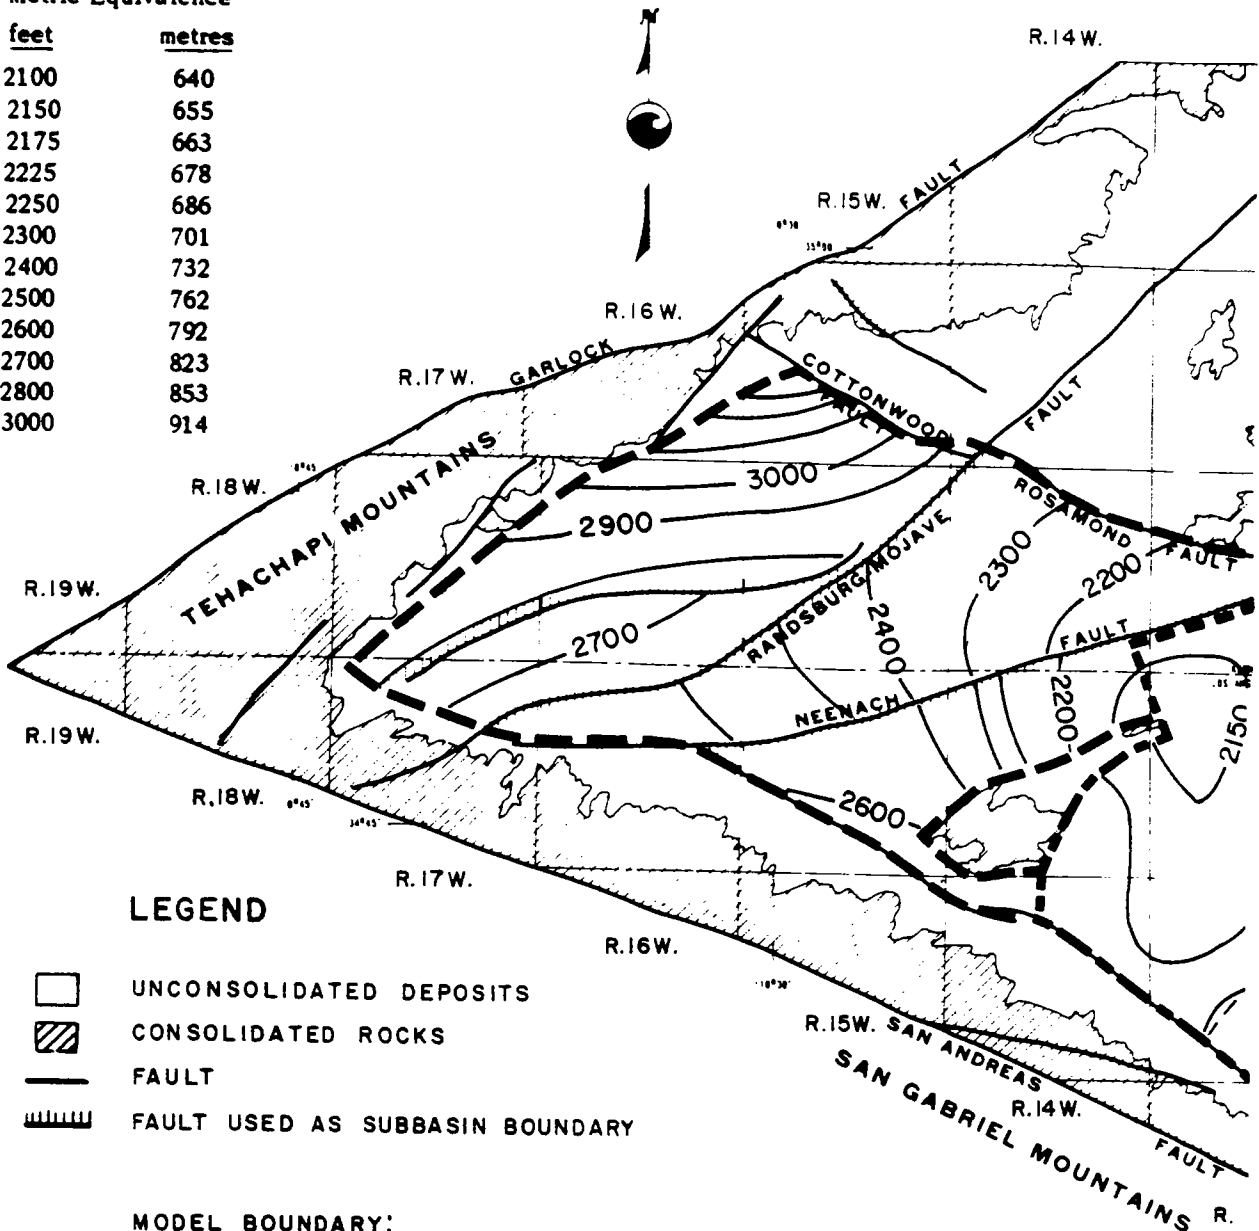 Metric Equivalence
feet metres
2100 640
2150 655
2175 663
2225 678
2250 686
2300 701
2400 732
2500 762
2600 792
2700 823
2800 853
3000 914
N
R.14W.
R.15W.
FAULT
R.16W.
R.17W.
GARLOCK
COTTONWOOD
FAULT
FAULT
R.18W.
TEHACHAPI MOUNTAINS
3000
ROSAMOND
FAULT
2900
2300
2200
RANDSBURG/MOJAVE
R.19W.
2700
2400
FAULT
NEENACH
2200
2150
R.19W.
R.18W.
34°45'
2600
R.17W.
R.16W.
R.15W.
SAN ANDREAS
R.14W.
FAULT
SAN GABRIEL MOUNTAINS
R.
LEGEND
UNCONSOLIDATED DEPOSITS
CONSOLIDATED ROCKS
FAULT
FAULT USED AS SUBBASIN BOUNDARY
MODEL BOUNDARY: